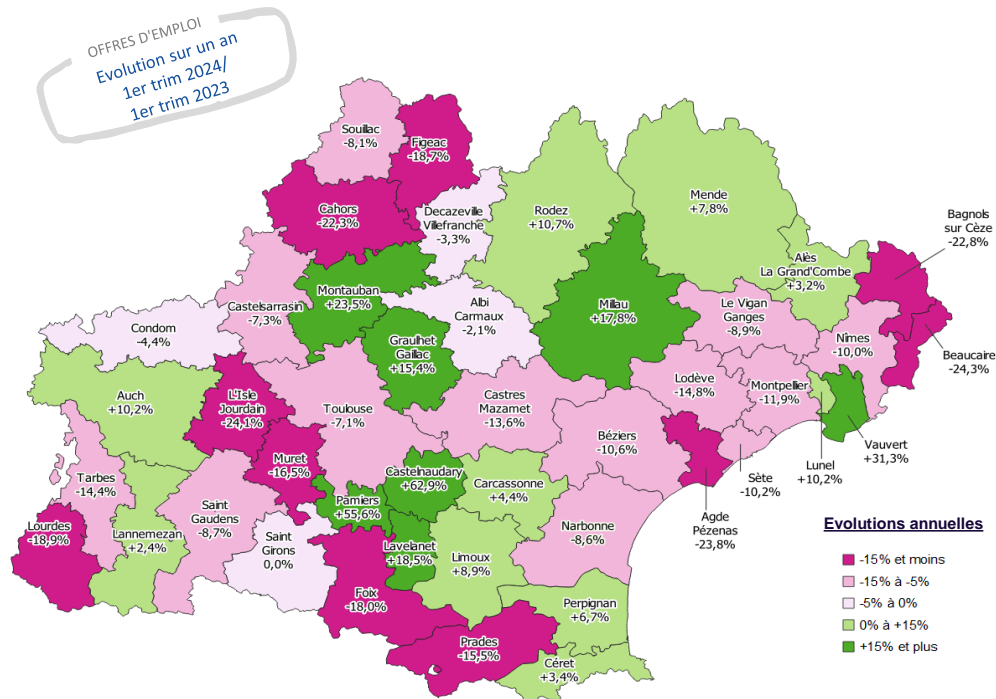 OFFRES D'EMPLOI
Evolution sur un an
1er trim 2024/
1er trim 2023
Souillac
-8,1%
Figeac
-18,7%
Cahors
-22,3%
Decazeville
Villefranche
-3,3%
Rodez
+10,7%
Mende
+7,8%
Bagnols
sur Cèze
-22,8%
Alès
La Grand'Combe
+3,2%
Montauban
+23,5%
Castelsarrasin
-7,3%
Albi
Carmaux
-2,1%
Millau
+17,8%
Le Vigan
Ganges
-8,9%
Condom
-4,4%
Graulhet
Gaillac
+15,4%
Nîmes
-10,0%
Beaucaire
-24,3%
Auch
+10,2%
L'Isle
Jourdain
-24,1%
Toulouse
-7,1%
Castres
Mazamet
-13,6%
Lodève
-14,8%
Montpellier
-11,9%
Béziers
-10,6%
Vauvert
+31,3%
Muret
-16,5%
Castelnaudary
+62,9%
Carcassonne
+4,4%
Lunel
+10,2%
Sète
-10,2%
Tarbes
-14,4%
Pamiers
+55,6%
Agde
Pézenas
-23,8%
Saint
Gaudens
-8,7%
Lourdes
-18,9%
Lannemezan
+2,4%
Saint
Girons
0,0%
Lavelanet
+18,5%
Limoux
+8,9%
Narbonne
-8,6%
Foix
-18,0%
Perpignan
+6,7%
Prades
-15,5%
Céret
+3,4%
Evolutions annuelles
-15% et moins
-15% à -5%
-5% à 0%
0% à +15%
+15% et plus